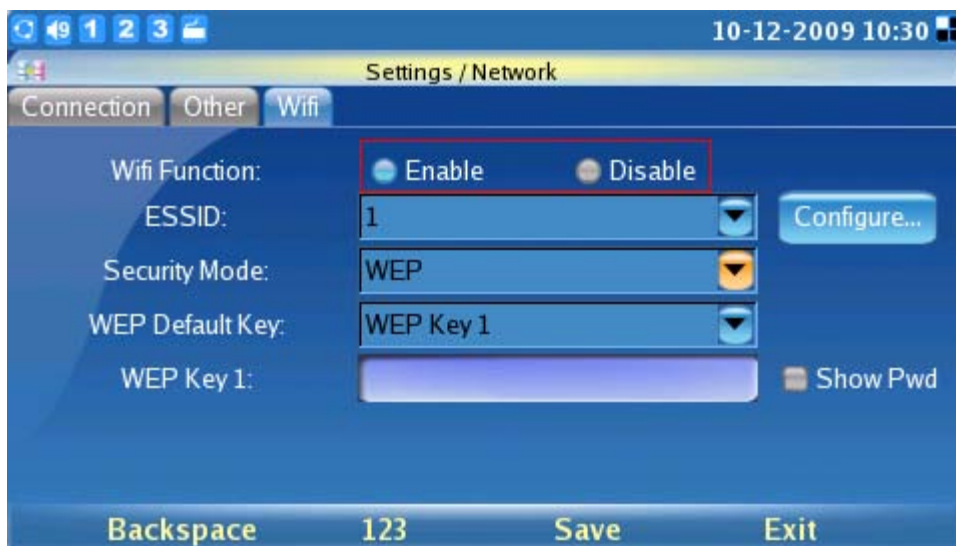 49 1 2 3 10-12-2009 10:30
Settings / Network
Connection Other Wifi
Wifi Function: Enable Disable
ESSID: 1 Configure...
Security Mode: WEP
WEP Default Key: WEP Key 1
WEP Key 1: Show Pwd
Backspace 123 Save Exit